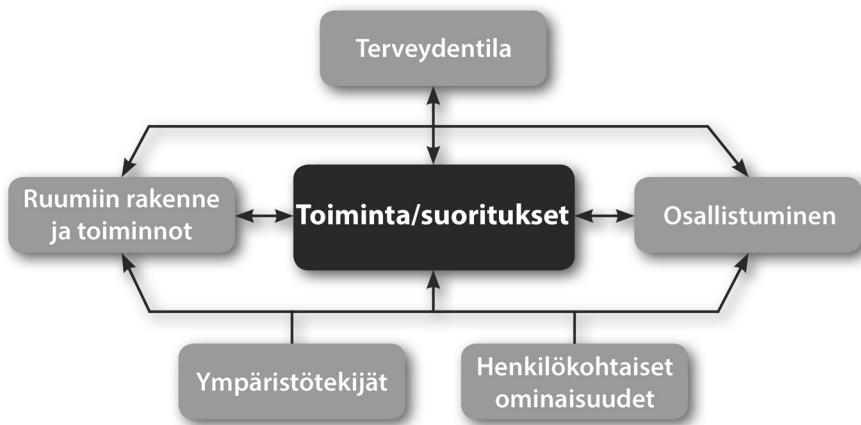 Terveydentila
Ruumiin rakenne
ja toiminnot
Toiminta/suoritukset
Osallistuminen
Ympäristötekijät
Henkilökohtaiset
ominaisuudet